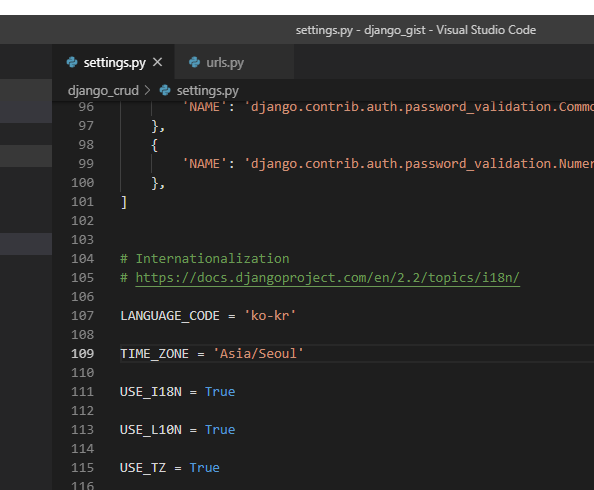 settings.py - django_gist - Visual Studio Code
settings.py × urls.py
django_crud > settings.py
96 'NAME': 'django.contrib.auth.password_validation.Commo
97 },
98 {
99 'NAME': 'django.contrib.auth.password_validation.Numer
100 },
101 ]
102
103
104 # Internationalization
105 # https://docs.djangoproject.com/en/2.2/topics/i18n/
106
107 LANGUAGE_CODE = 'ko-kr'
108
109 TIME_ZONE = 'Asia/Seoul'
110
111 USE_I18N = True
112
113 USE_L10N = True
114
115 USE_TZ = True
116